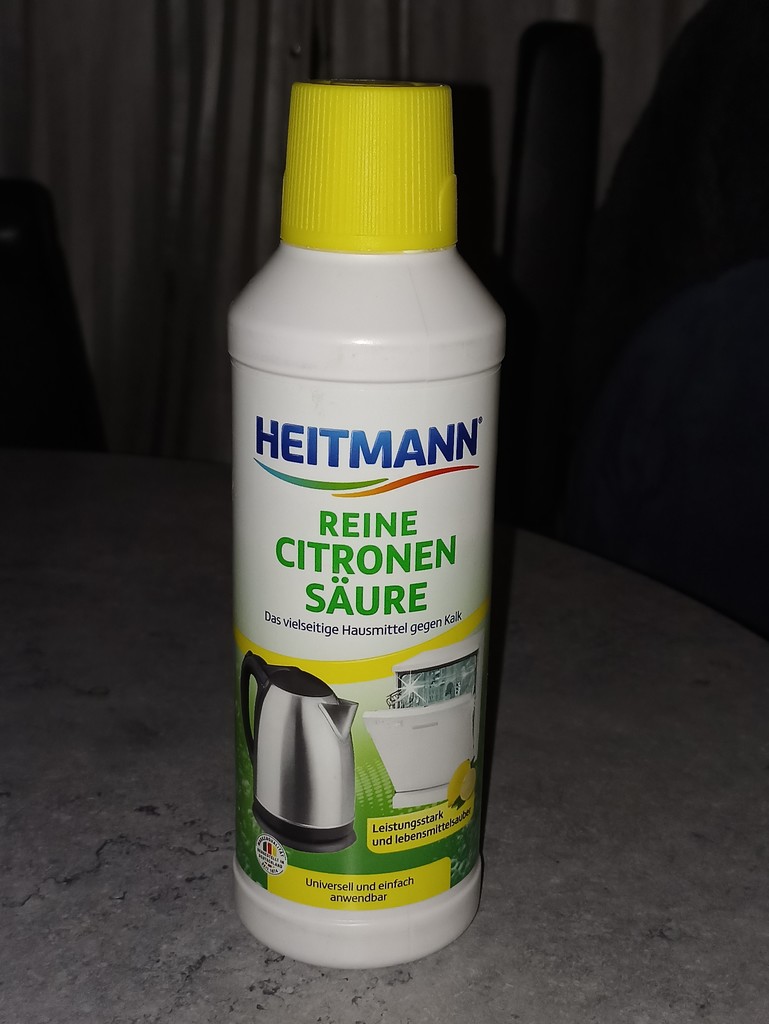 HEITMANN®
REINE
CITRONEN
SÄURE
Das vielseitige Hausmittel gegen Kalk
Leistungsstark
und lebensmittelsauber
Universell und einfach
anwendbar